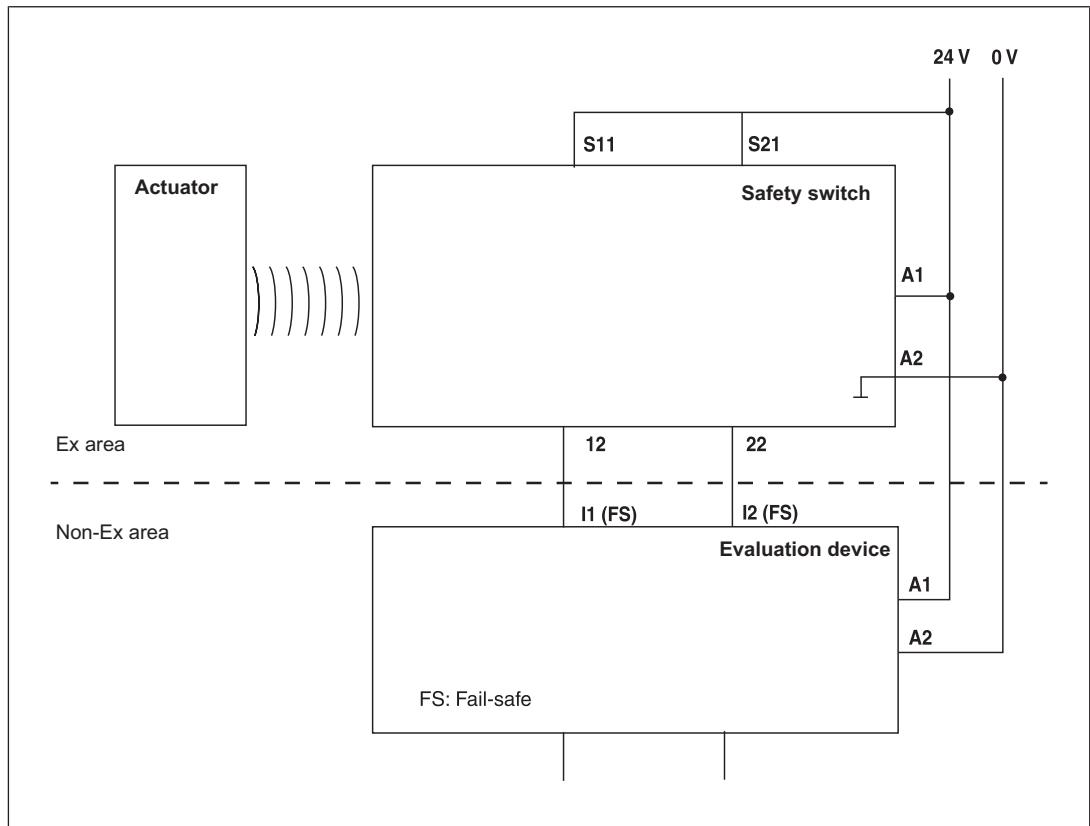 24 V 0 V
S11 S21
Actuator
Safety switch
A1
A2
Ex area
12 22
Non-Ex area
I1 (FS) I2 (FS)
Evaluation device
A1
A2
FS: Fail-safe